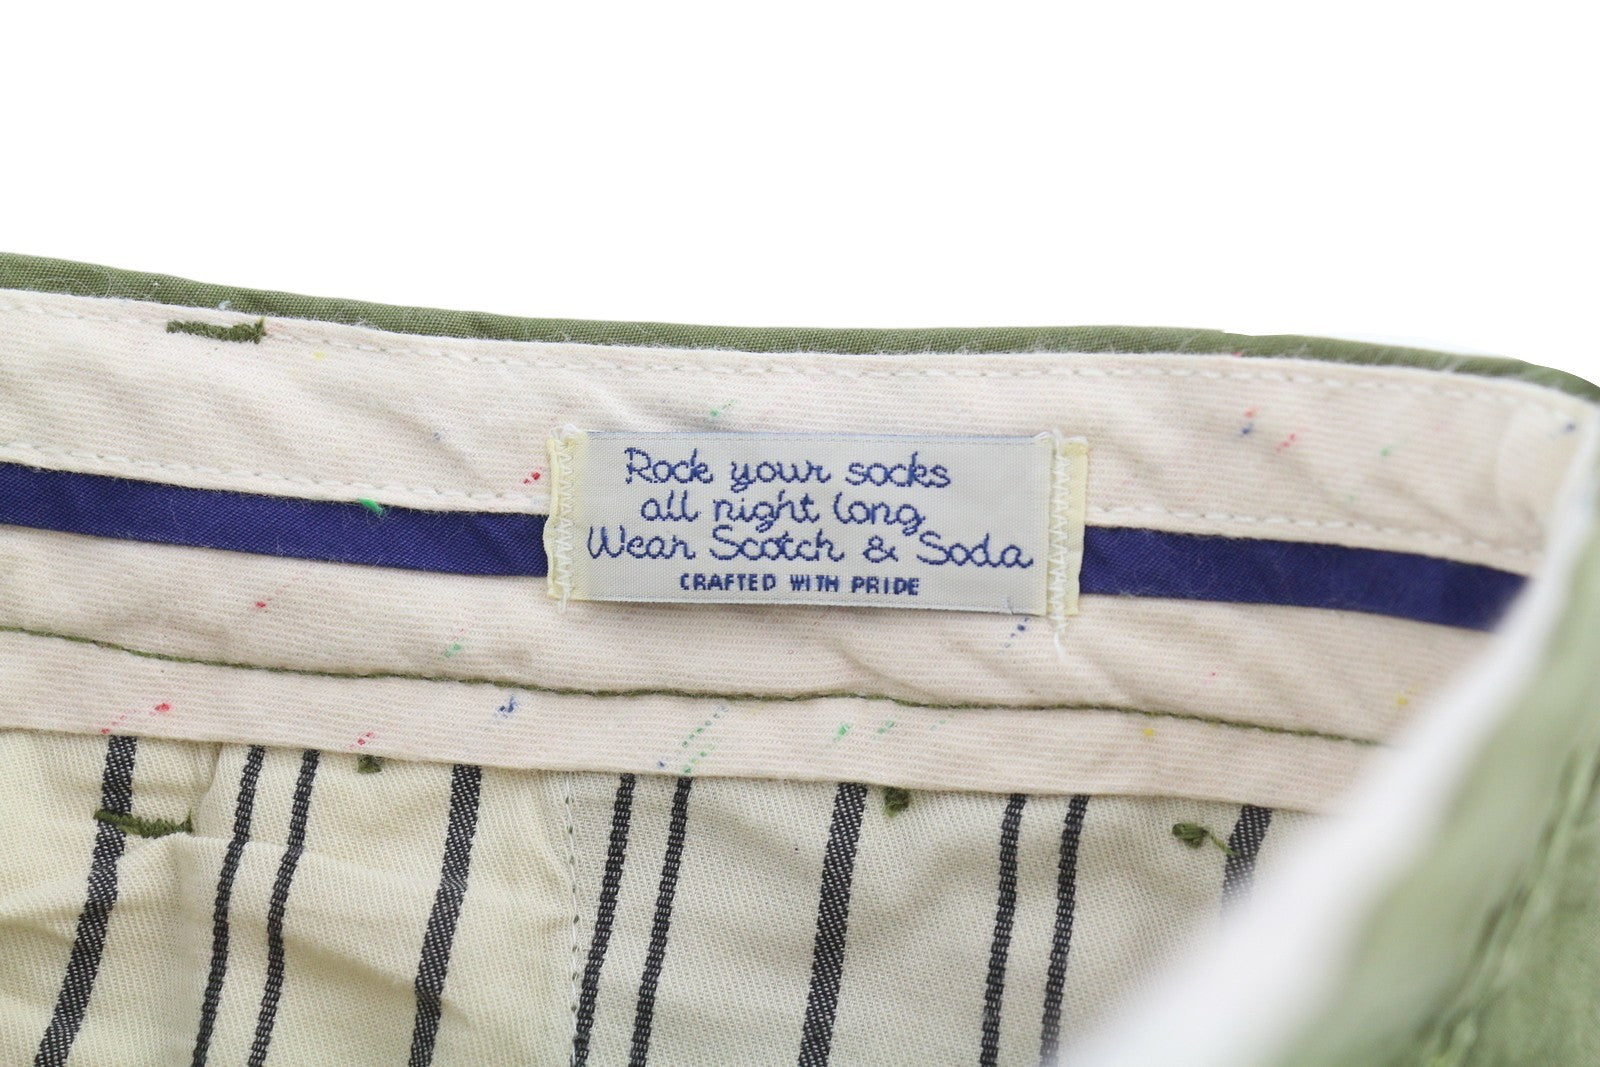 Rock your socks
all night long
Wear Scotch & Soda
CRAFTED WITH PRIDE